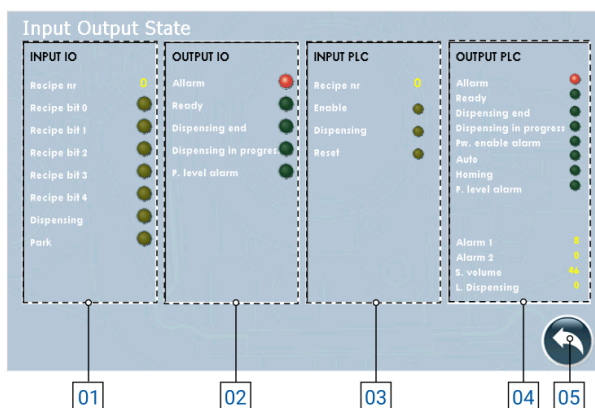 Input Output State
INPUT IO
Recipe nr 0
Recipe bit 0
Recipe bit 1
Recipe bit 2
Recipe bit 3
Recipe bit 4
Dispensing
Park
OUTPUT IO
Allarm
Ready
Dispensing end
Dispensing in progres
P. level alarm
INPUT PLC
Recipe nr 0
Enable
Dispensing
Reset
OUTPUT PLC
Allarm
Ready
Dispensing end
Dispensing in progress
Pw. enable alarm
Auto
Homing
P. level alarm
Alarm 1 8
Alarm 2 0
S. volume 46
L. Dispensing 0
01
02
03
04
05